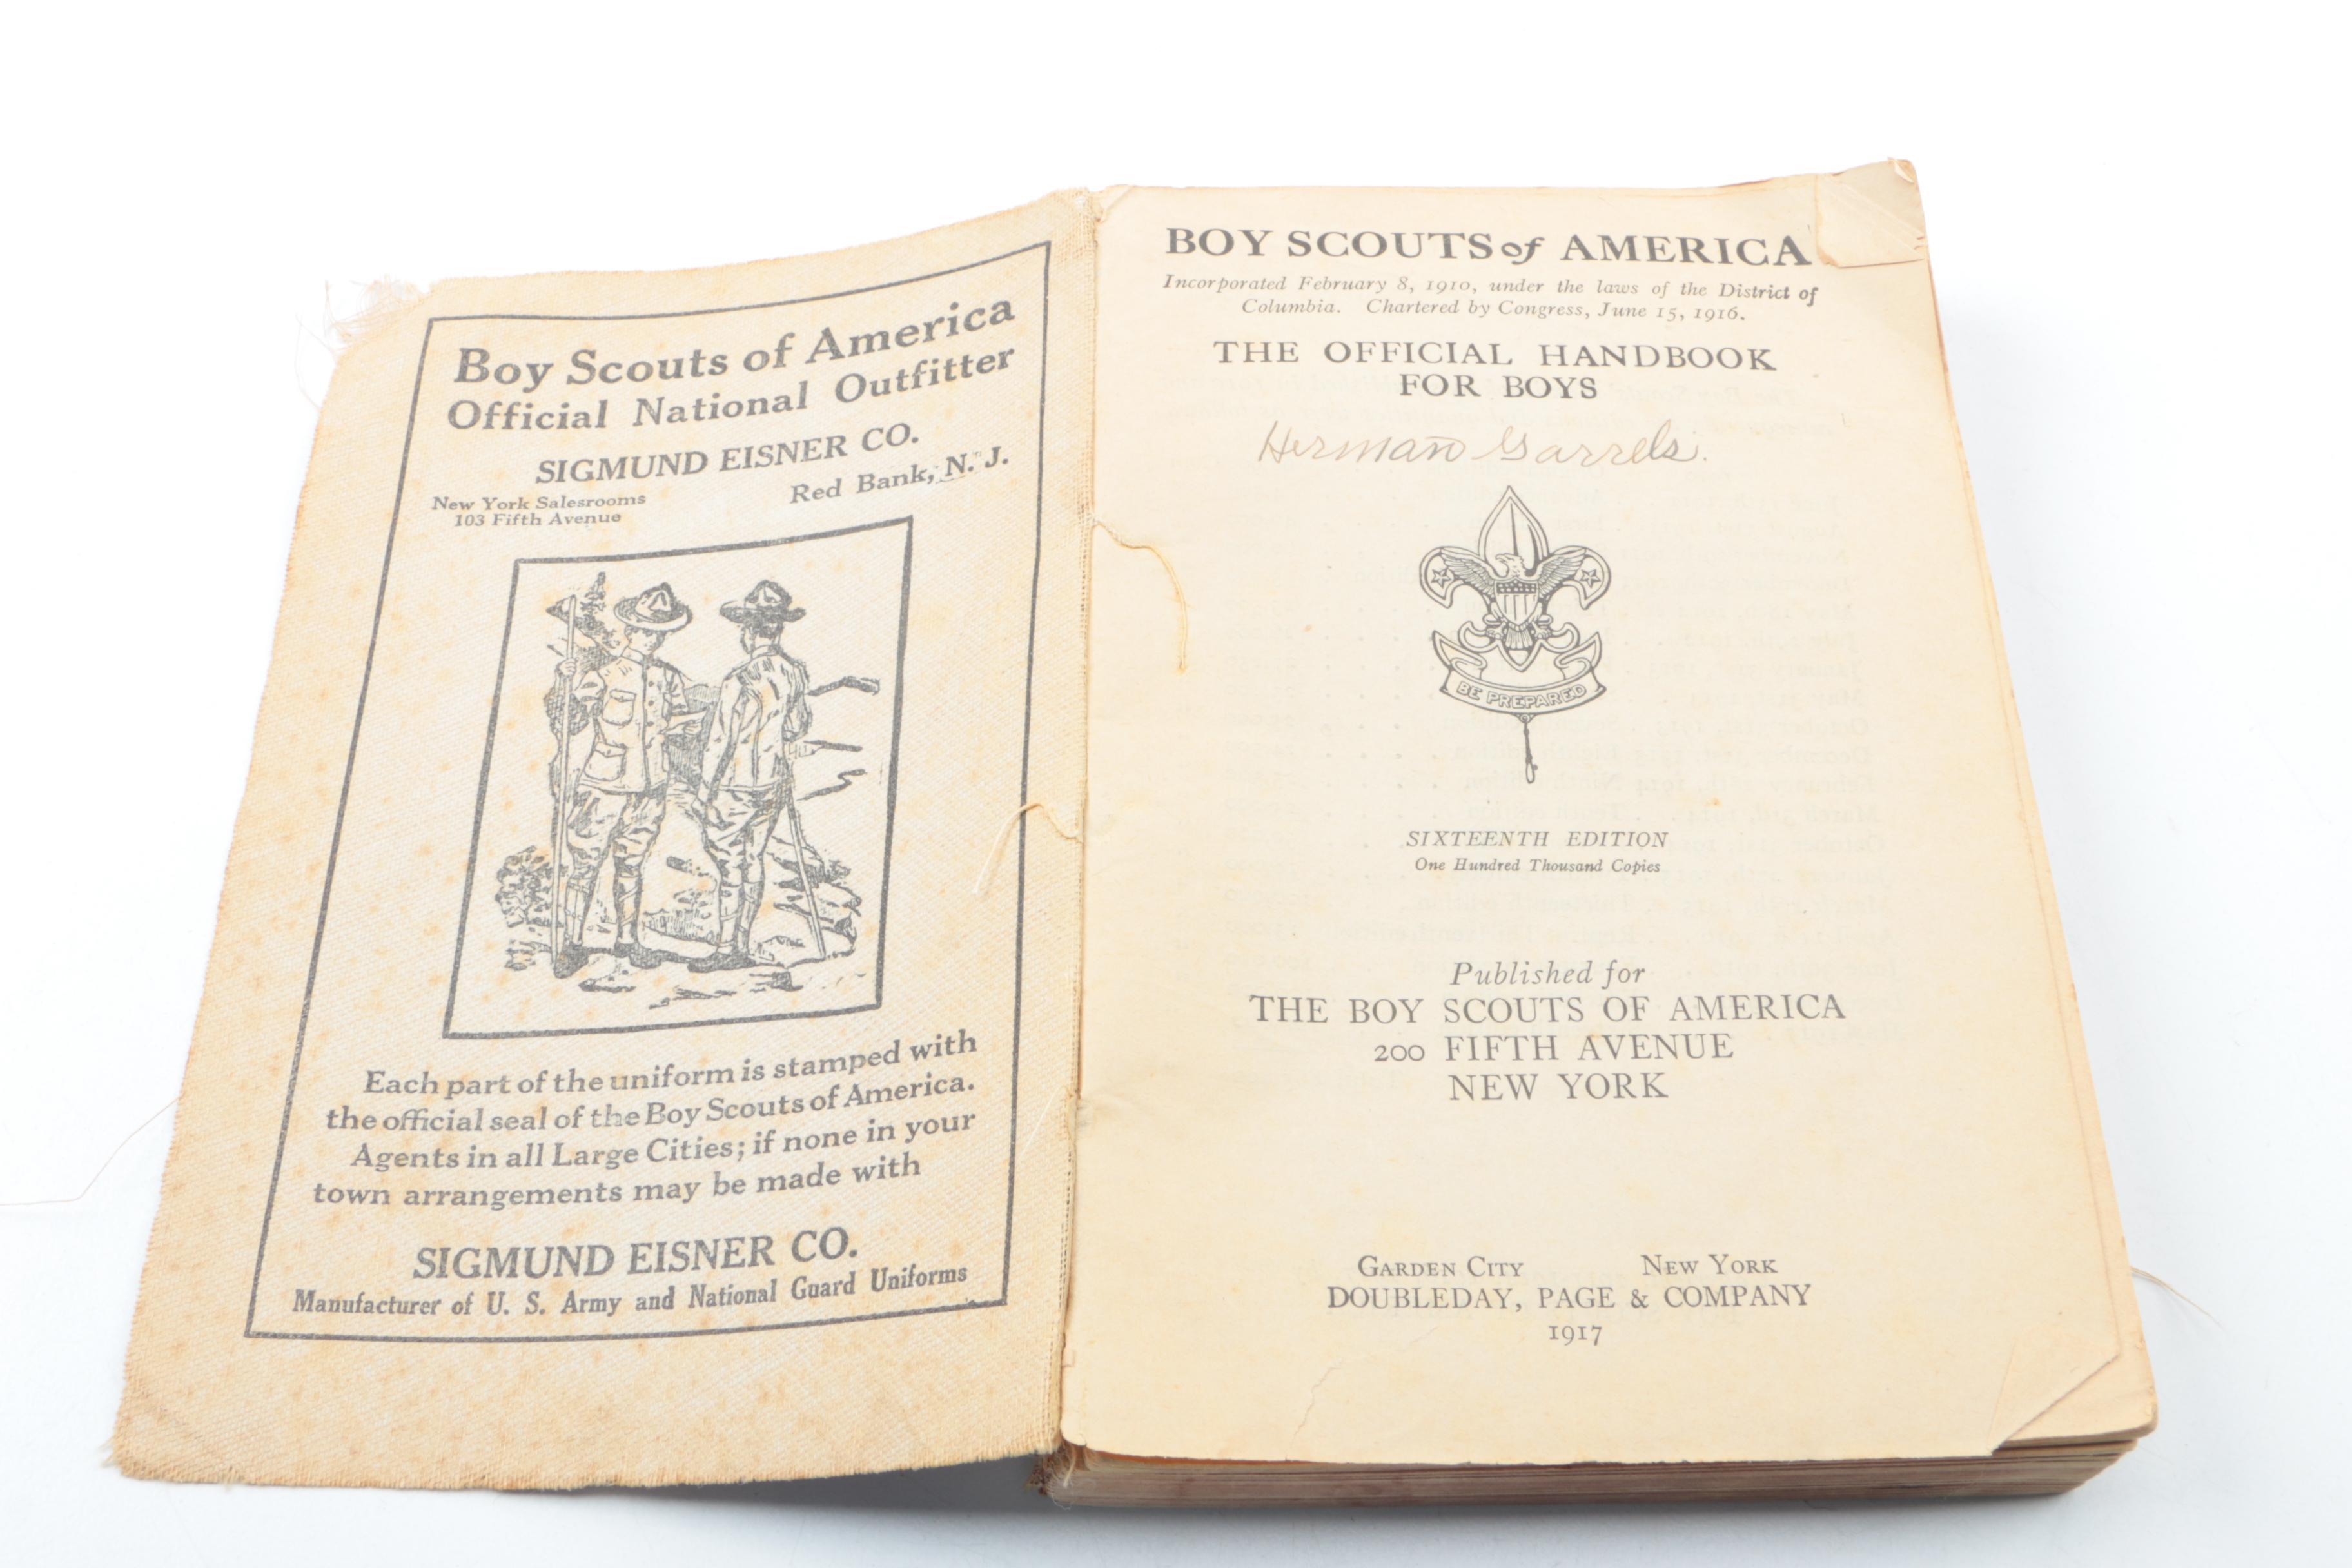 Boy Scouts of America
Official National Outfitter
SIGMUND EISNER CO.
New York Salesrooms
103 Fifth Avenue
Red Bank, N. J.
Each part of the uniform is stamped with
the official seal of the Boy Scouts of America.
Agents in all Large Cities; if none in your
town arrangements may be made with
SIGMUND EISNER CO.
Manufacturer of U. S. Army and National Guard Uniforms
BOY SCOUTS of AMERICA
Incorporated February 8, 1910, under the laws of the District of
Columbia. Chartered by Congress, June 15, 1916.
THE OFFICIAL HANDBOOK
FOR BOYS
Herman Garrels.
BE PREPARED
SIXTEENTH EDITION
One Hundred Thousand Copies
Published for
THE BOY SCOUTS OF AMERICA
200 FIFTH AVENUE
NEW YORK
GARDEN CITY NEW YORK
DOUBLEDAY, PAGE & COMPANY
1917